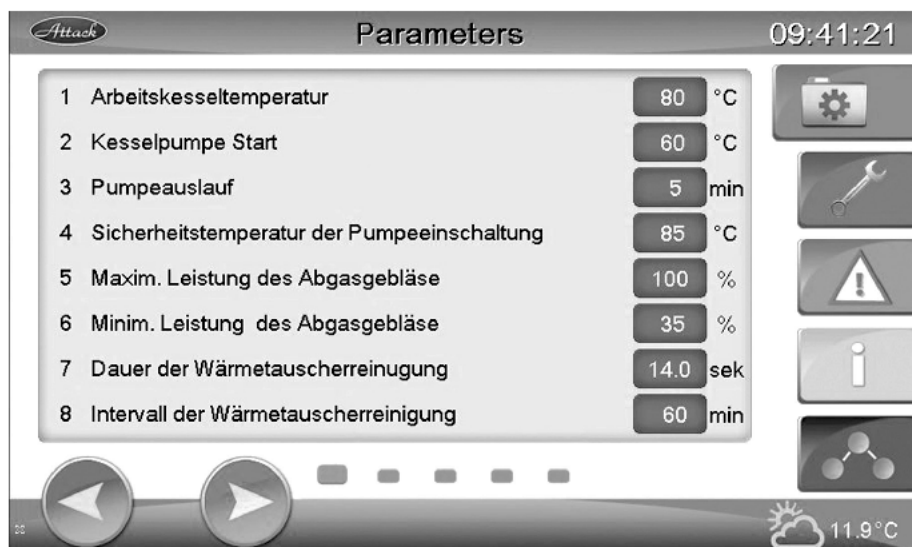 Attack
Parameters
09:41:21
1 Arbeitskesseltemperatur 80 °C
2 Kesselpumpe Start 60 °C
3 Pumpeauslauf 5 min
4 Sicherheitstemperatur der Pumpeeinschaltung 85 °C
5 Maxim. Leistung des Abgasgebläse 100 %
6 Minim. Leistung des Abgasgebläse 35 %
7 Dauer der Wärmetauscherreinugung 14.0 sek
8 Intervall der Wärmetauscherreinigung 60 min
11.9°C